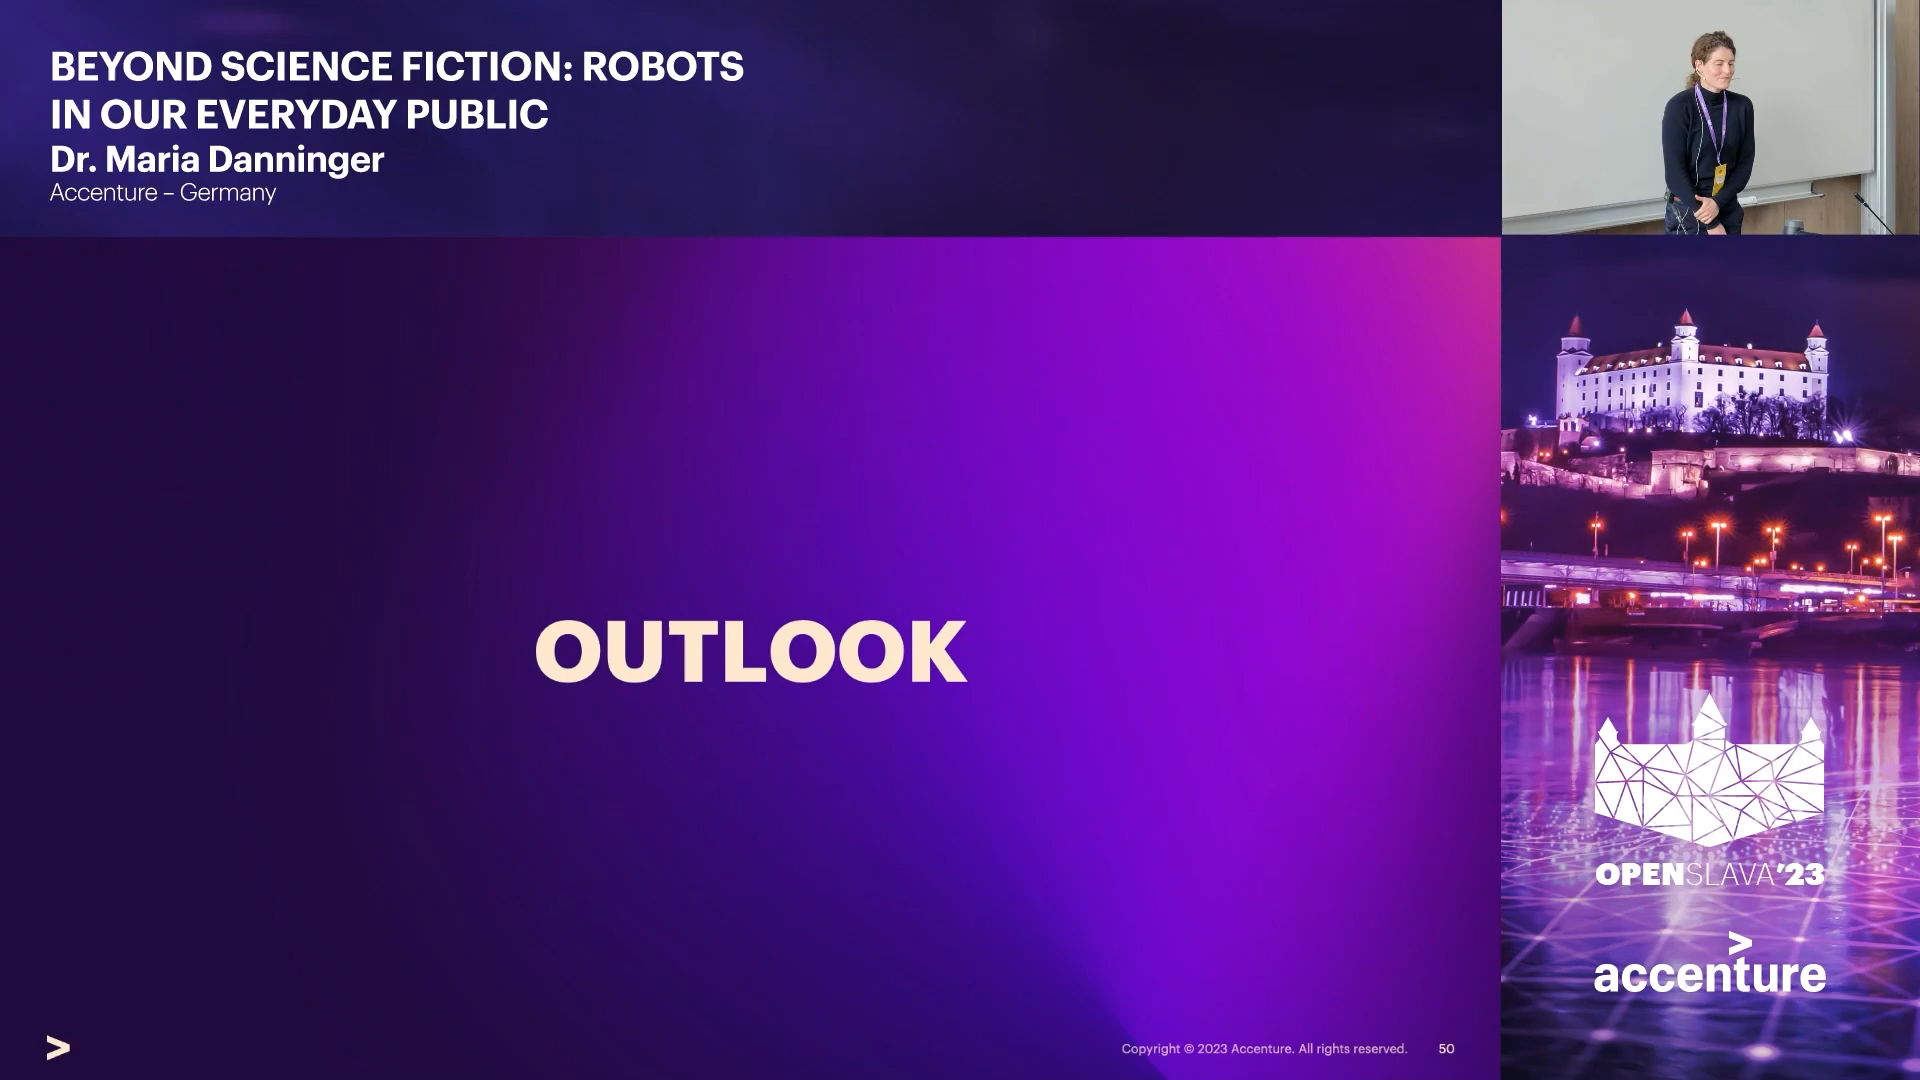 BEYOND SCIENCE FICTION: ROBOTS
IN OUR EVERYDAY PUBLIC
Dr. Maria Danninger
Accenture – Germany
OUTLOOK
OPENSLAVA'23
>
accenture
>
Copyright © 2023 Accenture. All rights reserved. 50